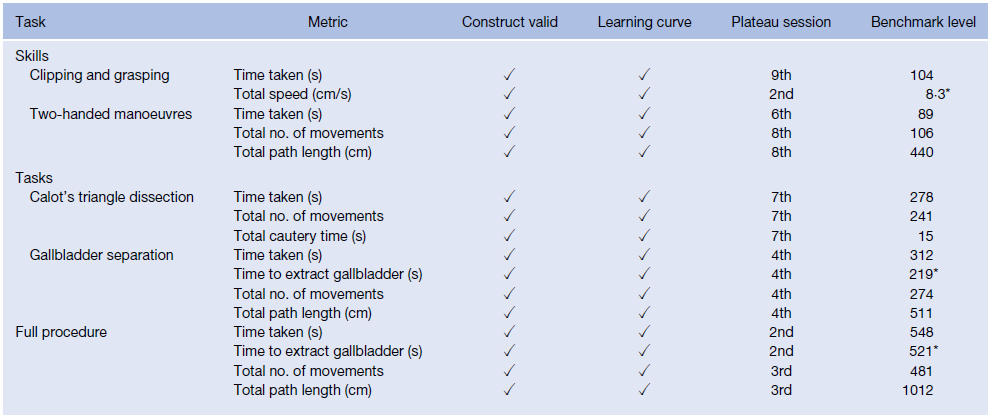 Task Metric Construct valid Learning curve Plateau session Benchmark level
Skills
Clipping and grasping Time taken (s) ✓ ✓ 9th 104
Total speed (cm/s) ✓ ✓ 2nd 8·3*
Two-handed manoeuvres Time taken (s) ✓ ✓ 6th 89
Total no. of movements ✓ ✓ 8th 106
Total path length (cm) ✓ ✓ 8th 440
Tasks
Calot’s triangle dissection Time taken (s) ✓ ✓ 7th 278
Total no. of movements ✓ ✓ 7th 241
Total cautery time (s) ✓ ✓ 7th 15
Gallbladder separation Time taken (s) ✓ ✓ 4th 312
Time to extract gallbladder (s) ✓ ✓ 4th 219*
Total no. of movements ✓ ✓ 4th 274
Total path length (cm) ✓ ✓ 4th 511
Full procedure Time taken (s) ✓ ✓ 2nd 548
Time to extract gallbladder (s) ✓ ✓ 2nd 521*
Total no. of movements ✓ ✓ 3rd 481
Total path length (cm) ✓ ✓ 3rd 1012